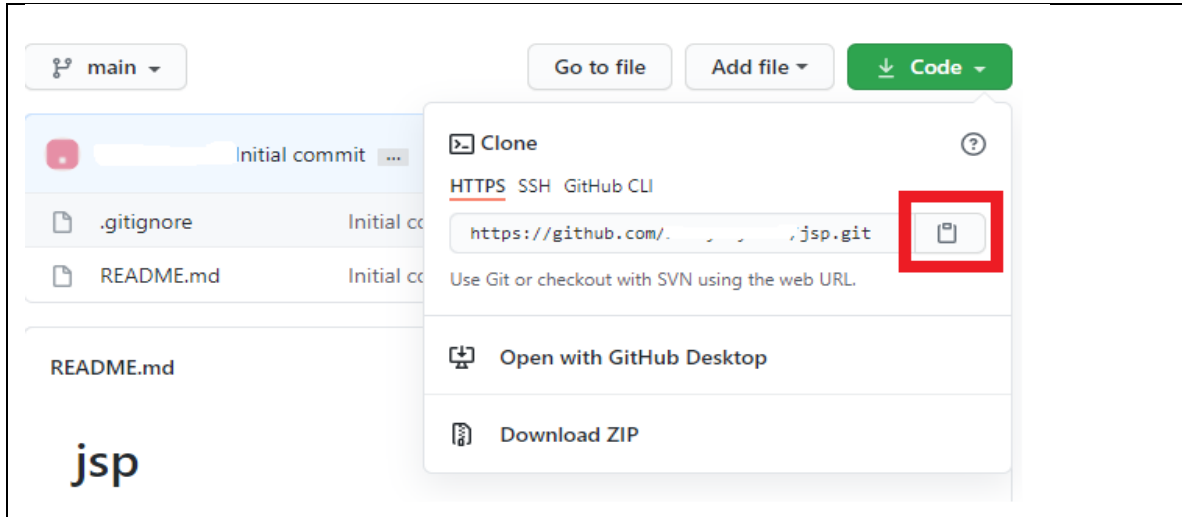 main
Go to file
Add file
Code
Initial commit ...
Clone
HTTPS SSH GitHub CLI
.gitignore
Initial
https://github.com/ /jsp.git
README.md
Initial
Use Git or checkout with SVN using the web URL.
Open with GitHub Desktop
README.md
Download ZIP
jsp